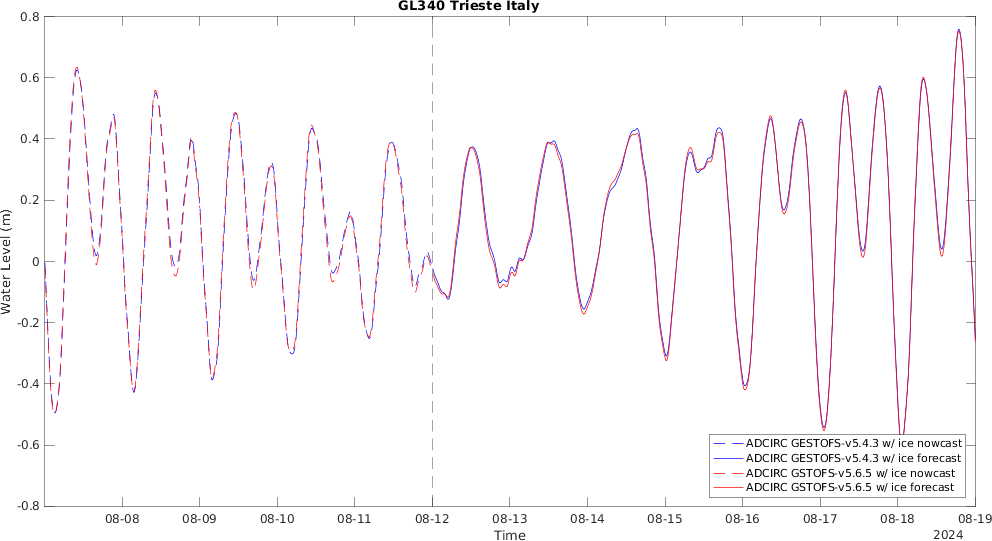 GL340 Trieste Italy
Water Level (m)
0.8
0.6
0.4
0.2
0
-0.2
-0.4
-0.6
-0.8
ADCIRC GESTOFS-v5.4.3 w/ ice nowcast
ADCIRC GESTOFS-v5.4.3 w/ ice forecast
ADCIRC GSTOFS-v5.6.5 w/ ice nowcast
ADCIRC GSTOFS-v5.6.5 w/ ice forecast
08-08 08-09 08-10 08-11 08-12 08-13 08-14 08-15 08-16 08-17 08-18 08-19
Time
2024